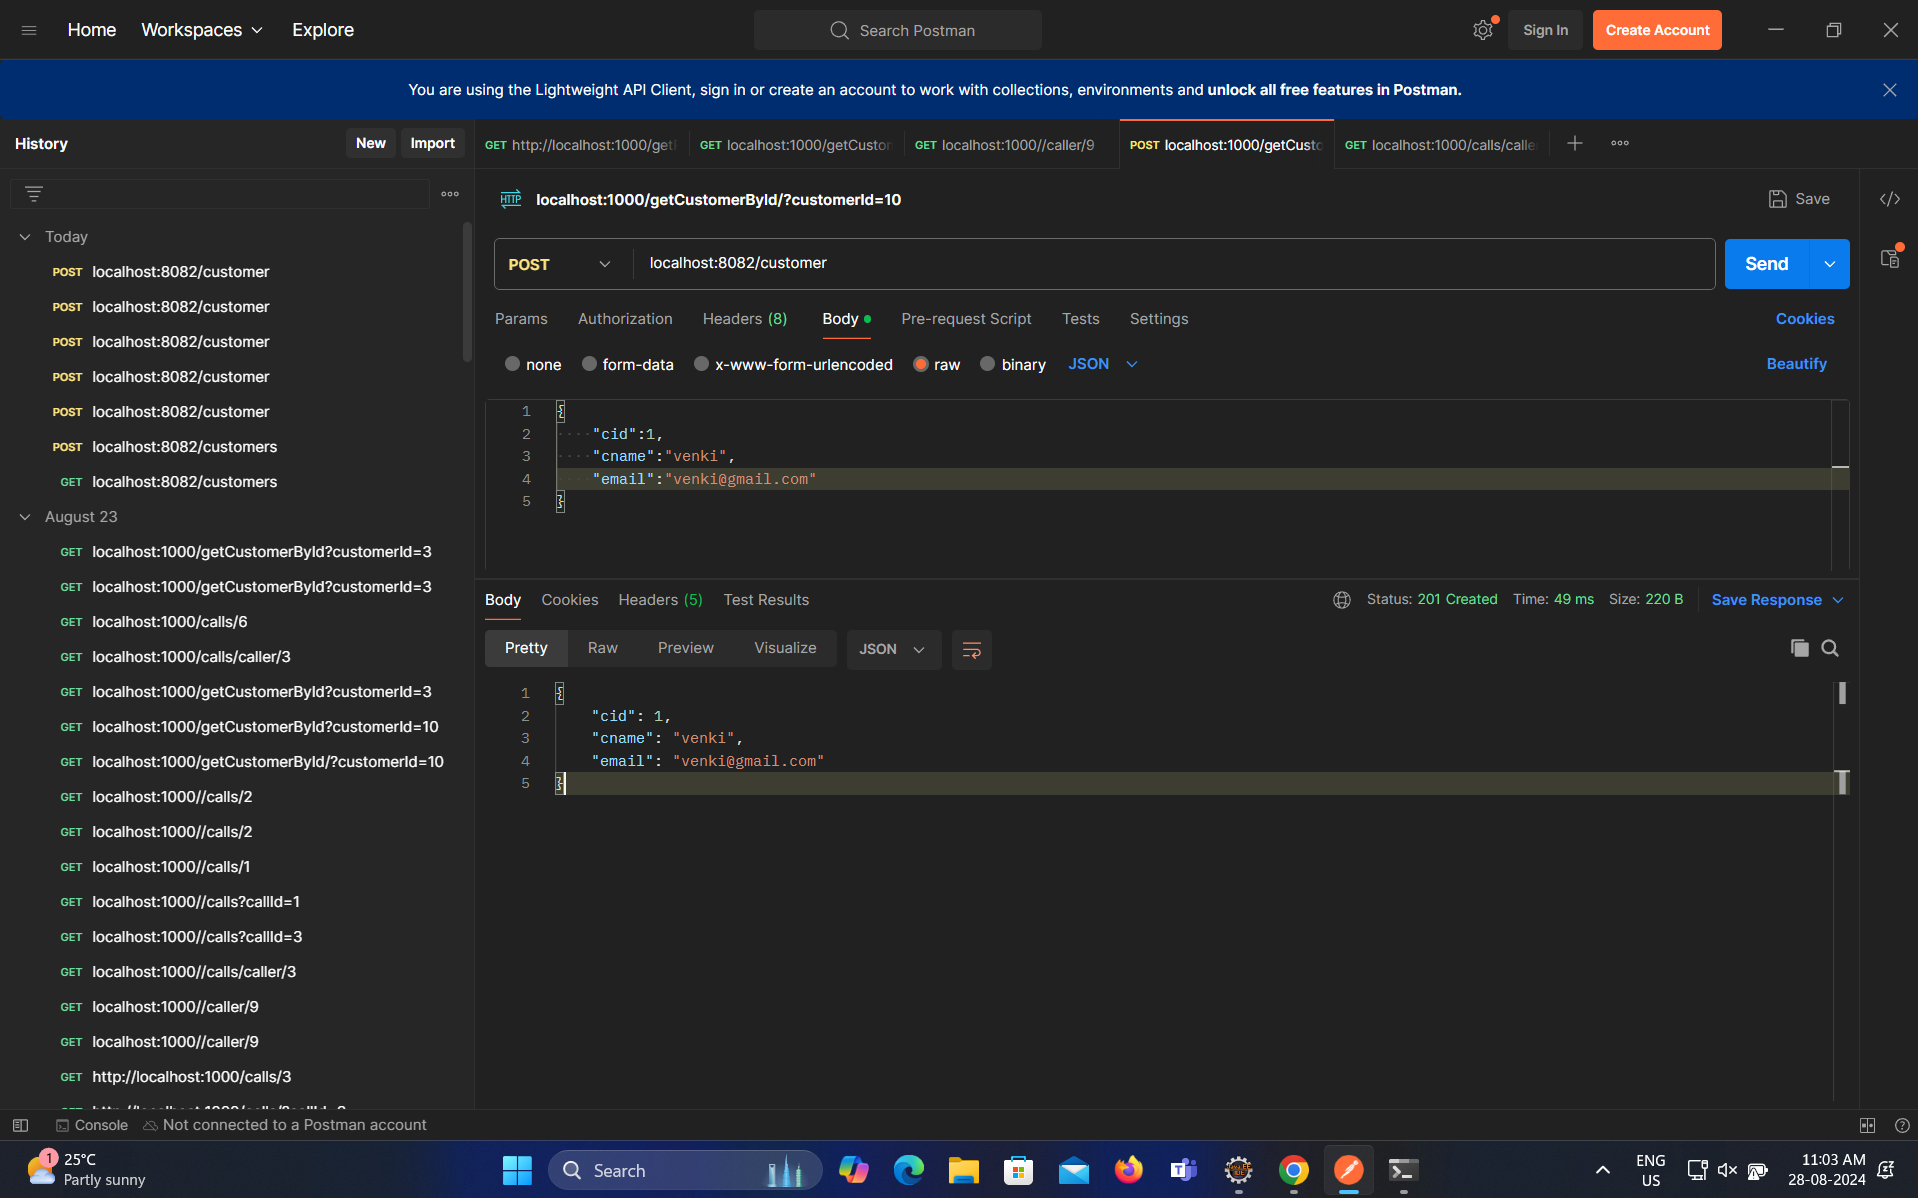 Home Workspaces Explore Search Postman Sign In Create Account
You are using the Lightweight API Client, sign in or create an account to work with collections, environments and unlock all free features in Postman.
History New Import
GET http://localhost:1000/get GET localhost:1000/getCuston GET localhost:1000//caller/9 POST localhost:1000/getCusto GET localhost:1000/calls/calle
HTTP localhost:1000/getCustomerById/?customerId=10 Save
Today
POST localhost:8082/customer
POST localhost:8082/customer
POST localhost:8082/customer
POST localhost:8082/customer
POST localhost:8082/customer
POST localhost:8082/customers
GET localhost:8082/customers
August 23
GET localhost:1000/getCustomerById?customerId=3
GET localhost:1000/getCustomerById?customerId=3
GET localhost:1000/calls/6
GET localhost:1000/calls/caller/3
GET localhost:1000/getCustomerById?customerId=3
GET localhost:1000/getCustomerById?customerId=10
GET localhost:1000/getCustomerById/?customerId=10
GET localhost:1000//calls/2
GET localhost:1000//calls/2
GET localhost:1000//calls/1
GET localhost:1000//calls?callId=1
GET localhost:1000//calls?callId=3
GET localhost:1000//calls/caller/3
GET localhost:1000//caller/9
GET localhost:1000//caller/9
GET http://localhost:1000/calls/3
POST localhost:8082/customer Send
Params Authorization Headers (8) Body Pre-request Script Tests Settings Cookies
none form-data x-www-form-urlencoded raw binary JSON Beautify
1 {
2 "cid":1,
3 "cname":"venki",
4 "email":"venki@gmail.com"
5 }
Body Cookies Headers (5) Test Results Status: 201 Created Time: 49 ms Size: 220 B Save Response
Pretty Raw Preview Visualize JSON
1 {
2 "cid": 1,
3 "cname": "venki",
4 "email": "venki@gmail.com"
5 }
Console Not connected to a Postman account
1 25°C
Partly sunny
Search
ENG
US
11:03 AM
28-08-2024